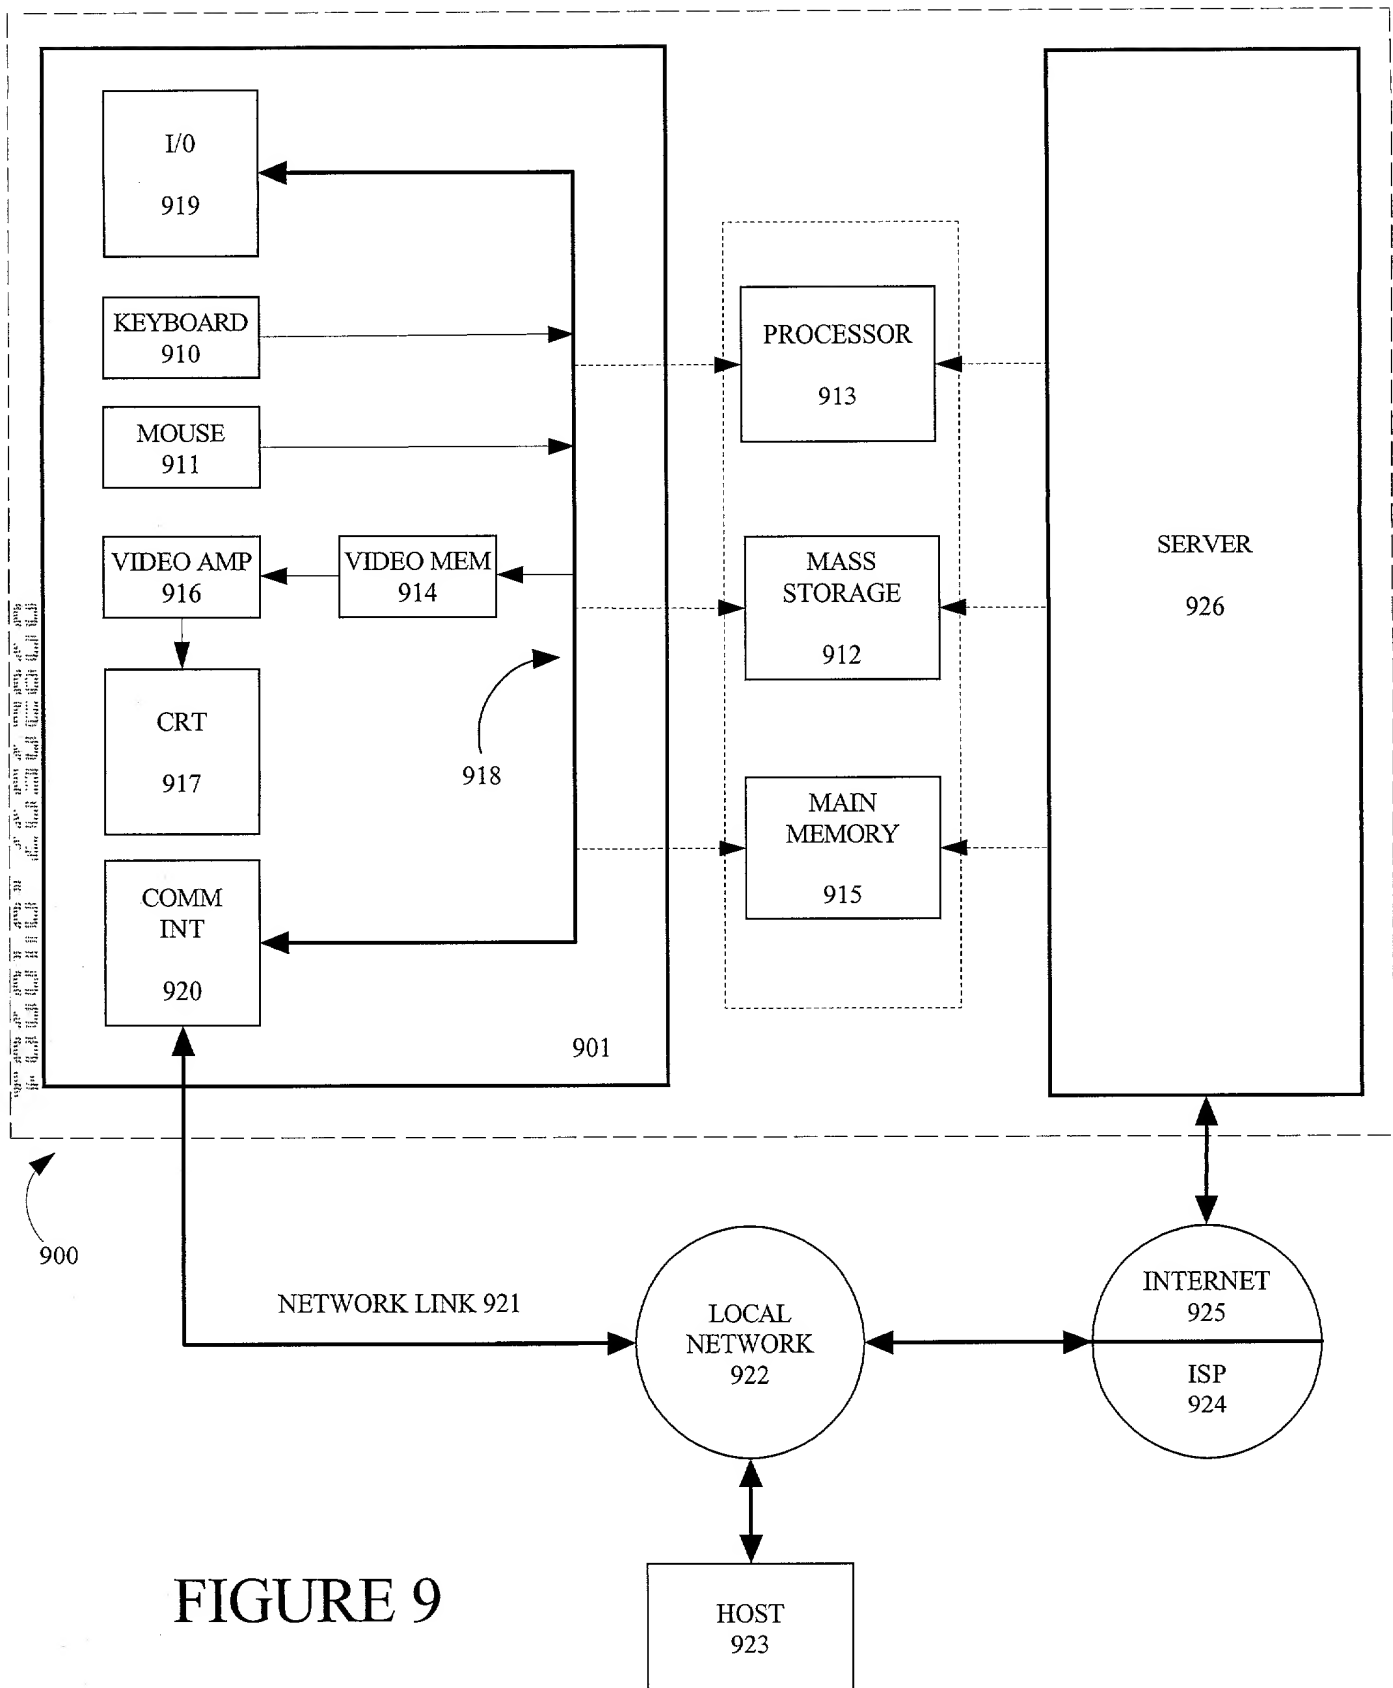 I/0
919
KEYBOARD
910
MOUSE
911
VIDEO AMP
916
VIDEO MEM
914
CRT
917
918
COMM
INT
920
901
PROCESSOR
913
MASS
STORAGE
912
MAIN
MEMORY
915
SERVER
926
900
NETWORK LINK 921
LOCAL
NETWORK
922
INTERNET
925
ISP
924
HOST
923
FIGURE 9